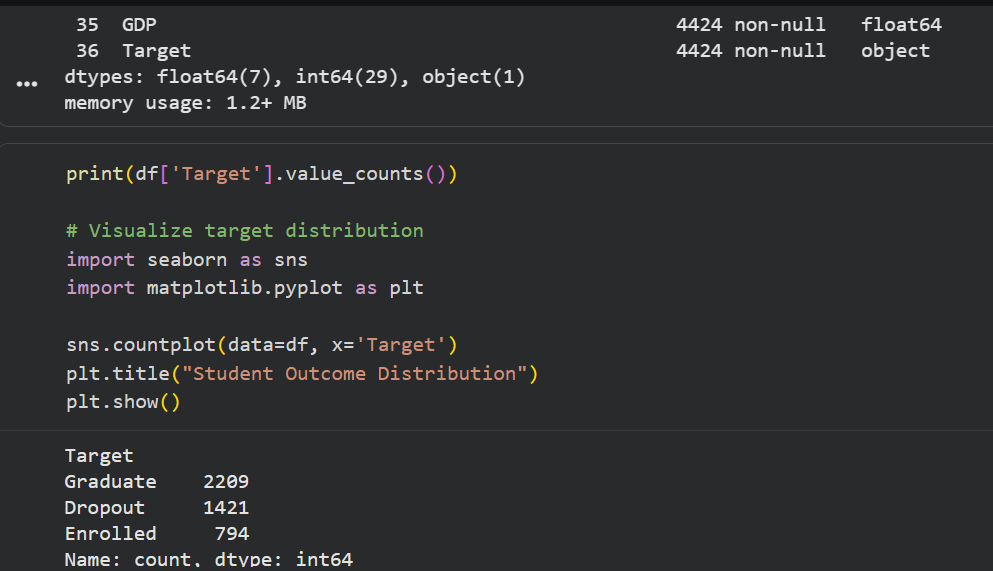 35 GDP 4424 non-null float64
36 Target 4424 non-null object
dtypes: float64(7), int64(29), object(1)
memory usage: 1.2+ MB
print(df['Target'].value_counts())
# Visualize target distribution
import seaborn as sns
import matplotlib.pyplot as plt
sns.countplot(data=df, x='Target')
plt.title("Student Outcome Distribution")
plt.show()
Target
Graduate 2209
Dropout 1421
Enrolled 794
Name: count, dtype: int64